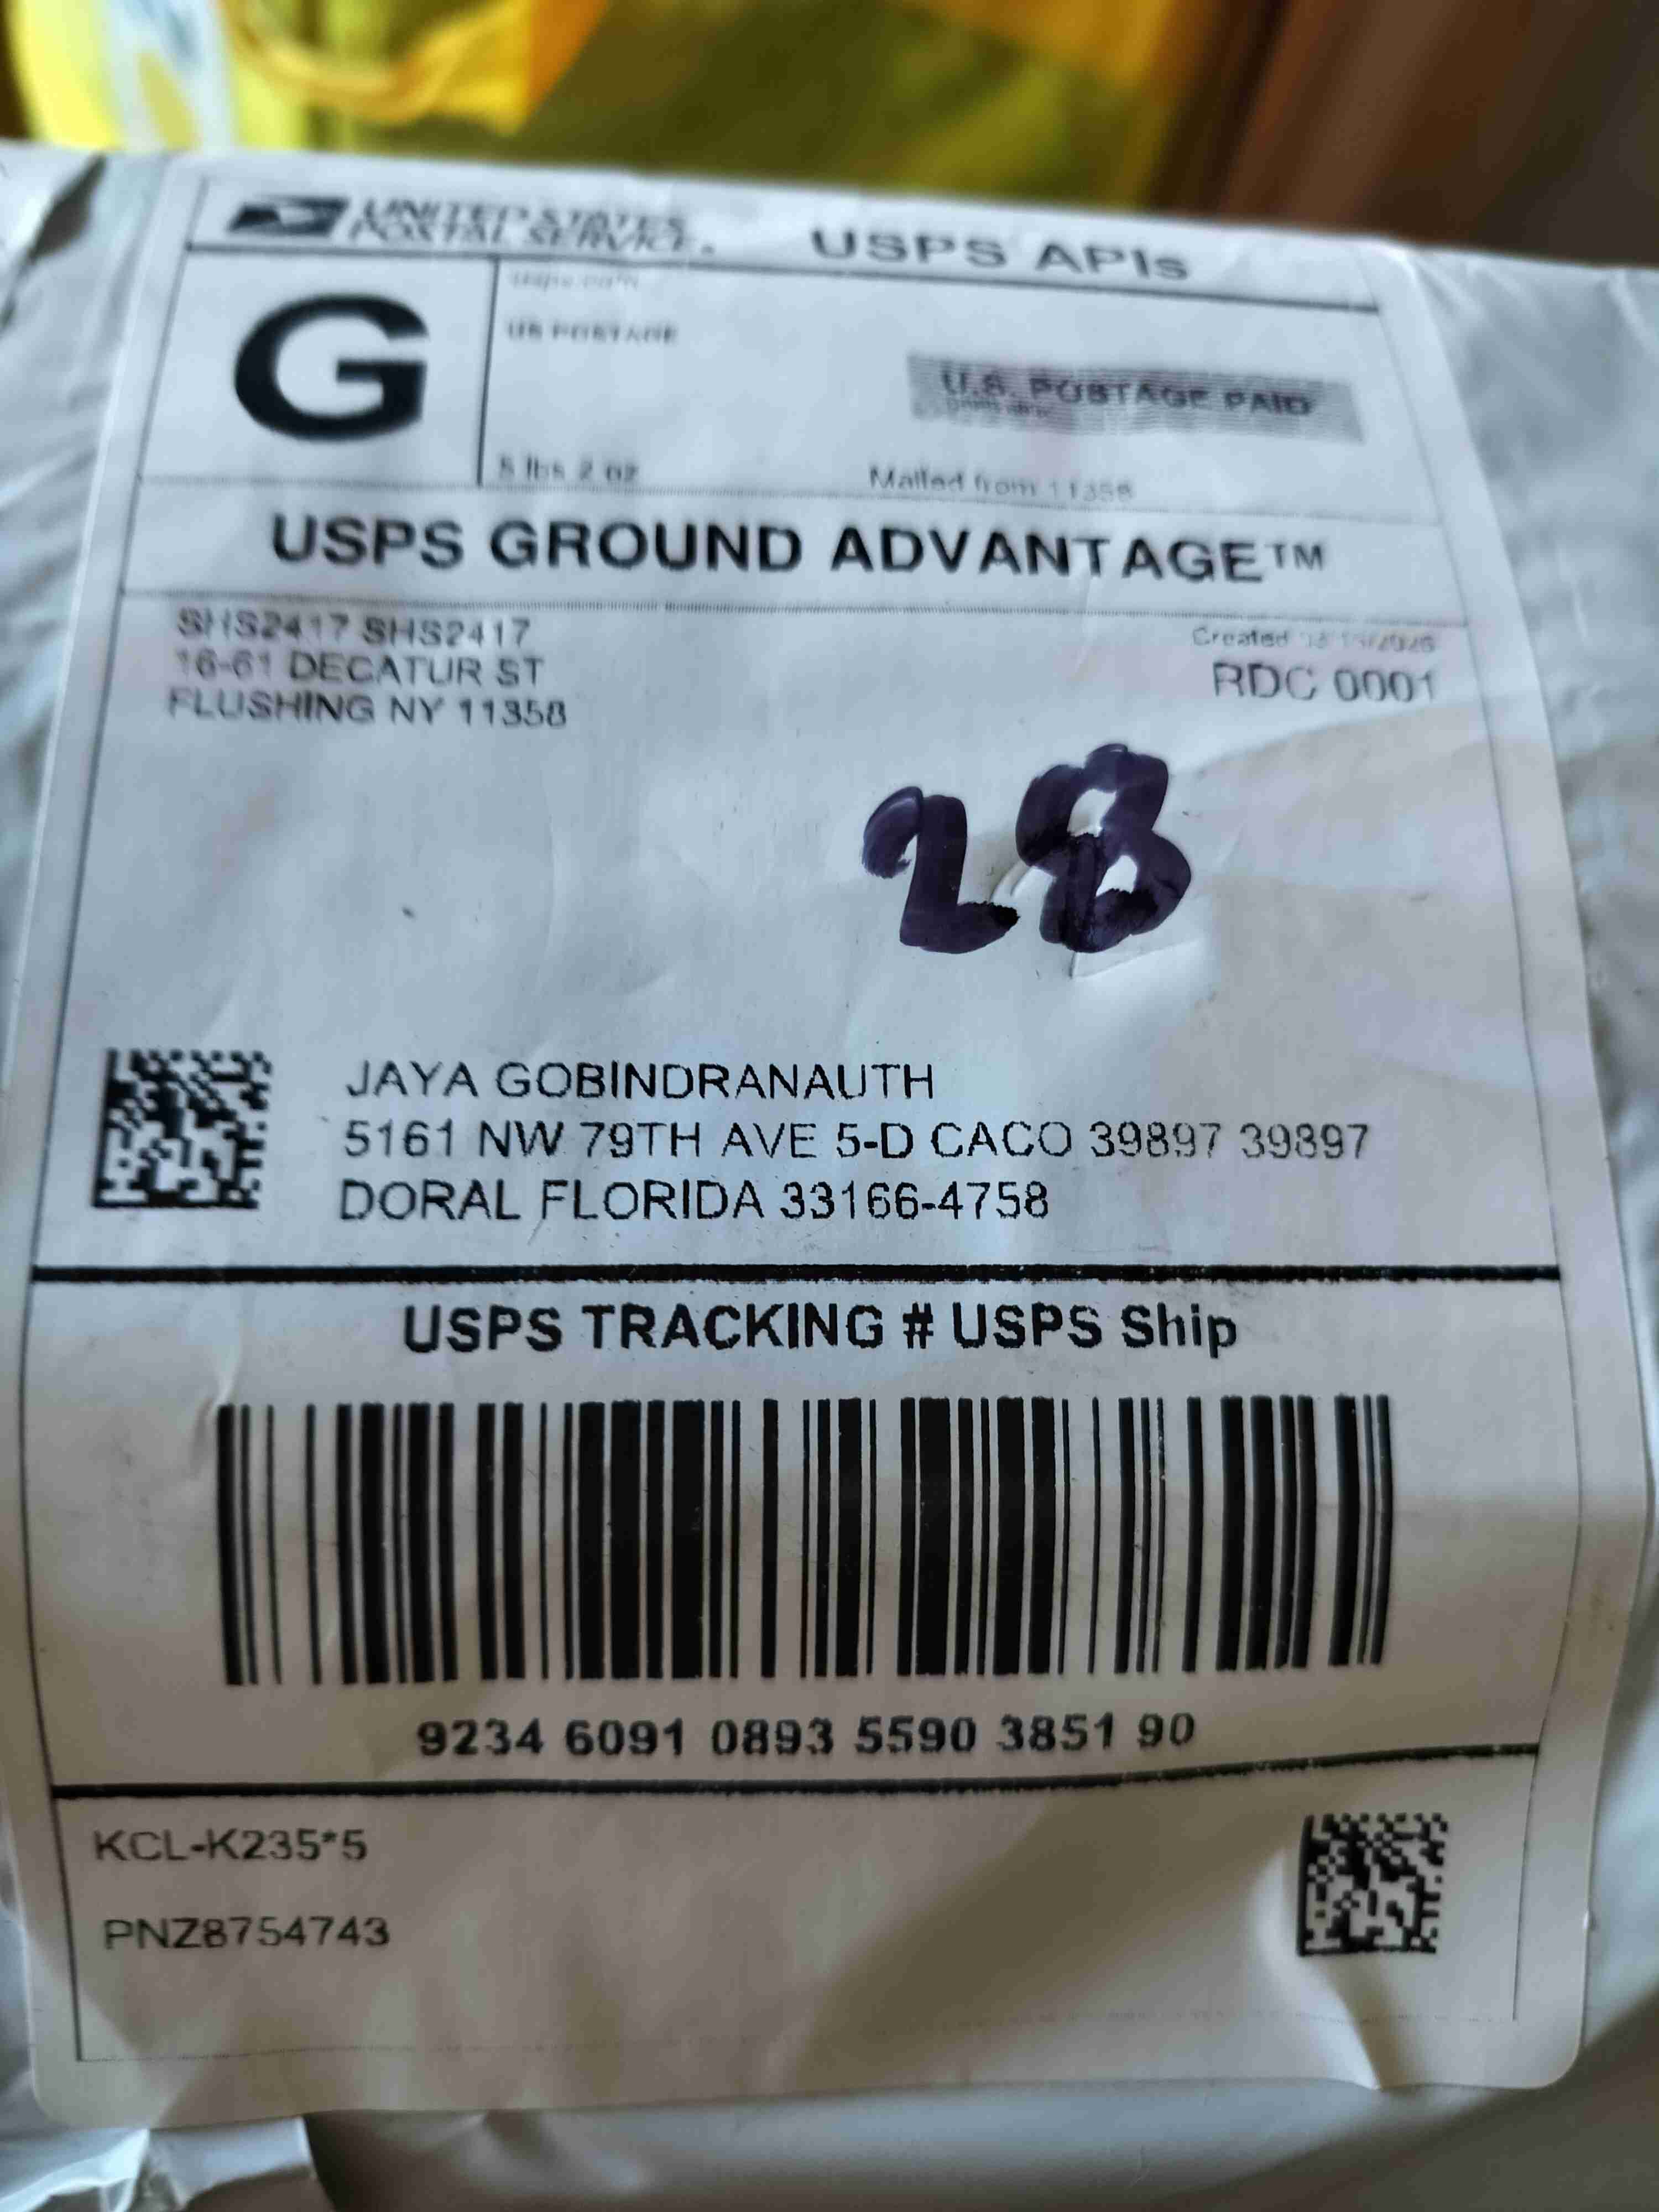 UNITED STATES
POSTAL SERVICE. USPS APIs
G
usps.com
US POSTAGE
U.S. POSTAGE PAID
5 lbs 2 oz
Mailed from 11358
USPS GROUND ADVANTAGE™
SHS2417 SHS2417
16-61 DECATUR ST
FLUSHING NY 11358
Created
RDC 0001
28
JAYA GOBINDRANAUTH
5161 NW 79TH AVE 5-D CACO 39897 39897
DORAL FLORIDA 33166-4758
USPS TRACKING # USPS Ship
9234 6091 0893 5590 3851 90
KCL-K235*5
PNZ8754743